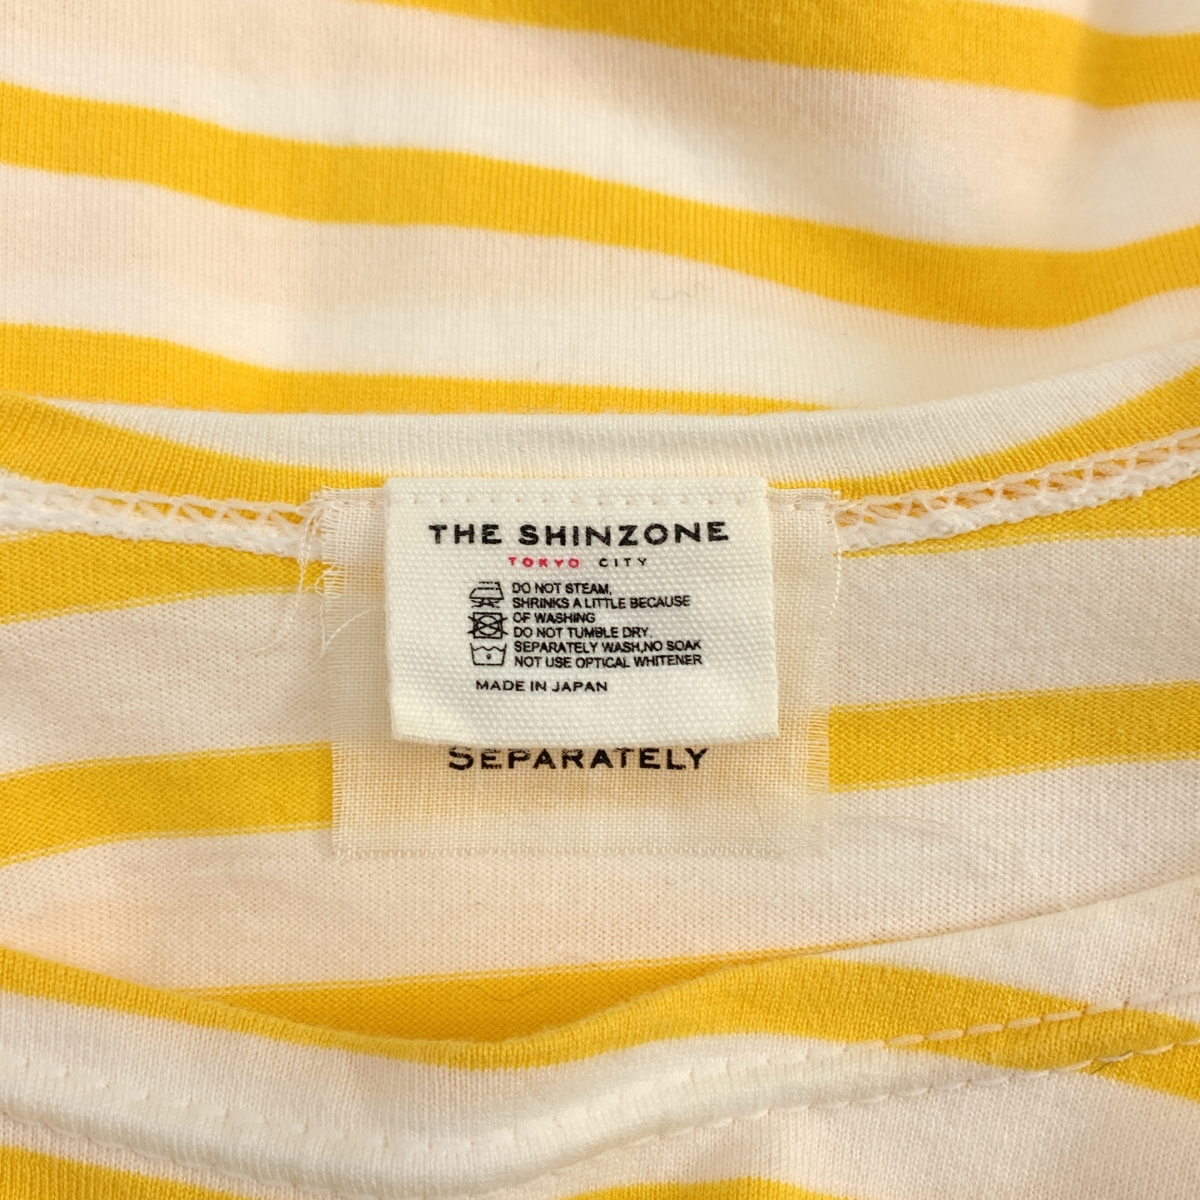 THE SHINZONE
TOKYO CITY
DO NOT STEAM,
SHRINKS A LITTLE BECAUSE
OF WASHING
DO NOT TUMBLE DRY.
SEPARATELY WASH,NO SOAK
NOT USE OPTICAL WHITENER
MADE IN JAPAN
SEPARATELY